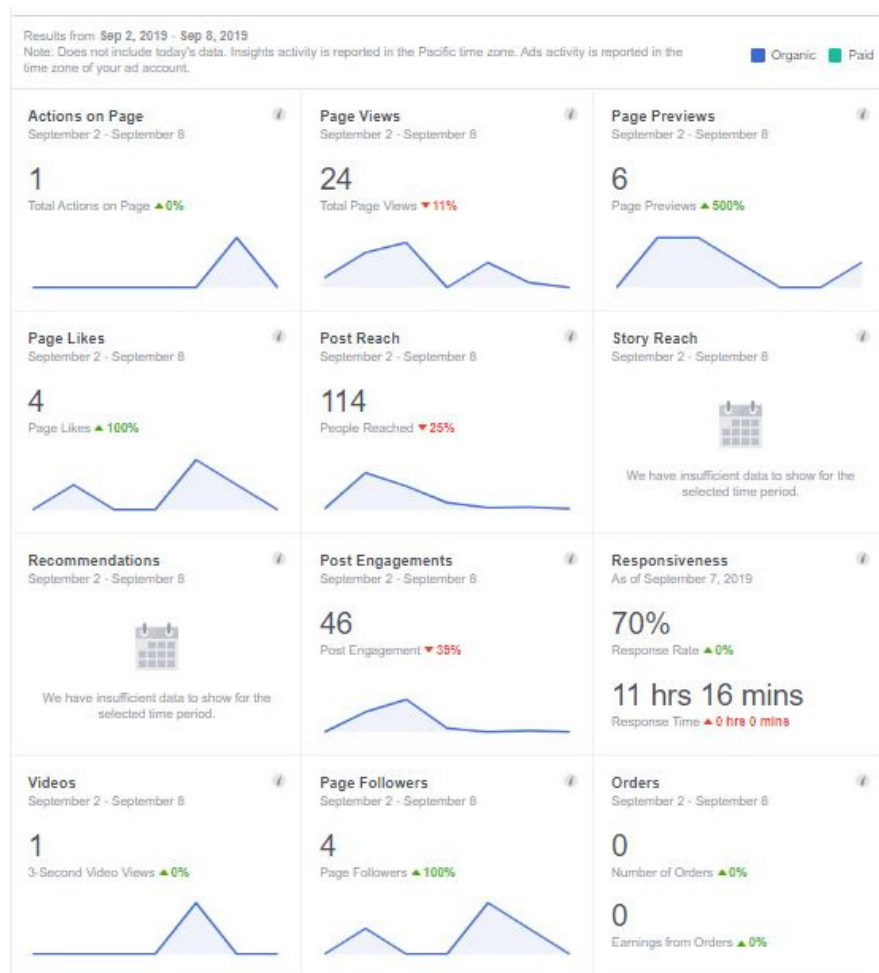 Results from Sep 2, 2019 - Sep 8, 2019
Note: Does not include today's data. Insights activity is reported in the Pacific time zone. Ads activity is reported in the
time zone of your ad account.
Organic Paid
Actions on Page
September 2 - September 8
1
Total Actions on Page ▲0%
Page Views
September 2 - September 8
24
Total Page Views ▼11%
Page Previews
September 2 - September 8
6
Page Previews ▲500%
Page Likes
September 2 - September 8
4
Page Likes ▲100%
Post Reach
September 2 - September 8
114
People Reached ▼25%
Story Reach
September 2 - September 8
We have insufficient data to show for the
selected time period.
Recommendations
September 2 - September 8
We have insufficient data to show for the
selected time period.
Post Engagements
September 2 - September 8
46
Post Engagement ▼39%
Responsiveness
As of September 7, 2019
70%
Response Rate ▲0%
11 hrs 16 mins
Response Time ▲0 hrs 0 mins
Videos
September 2 - September 8
1
3-Second Video Views ▲0%
Page Followers
September 2 - September 8
4
Page Followers ▲100%
Orders
September 2 - September 8
0
Number of Orders ▲0%
0
Earnings from Orders ▲0%